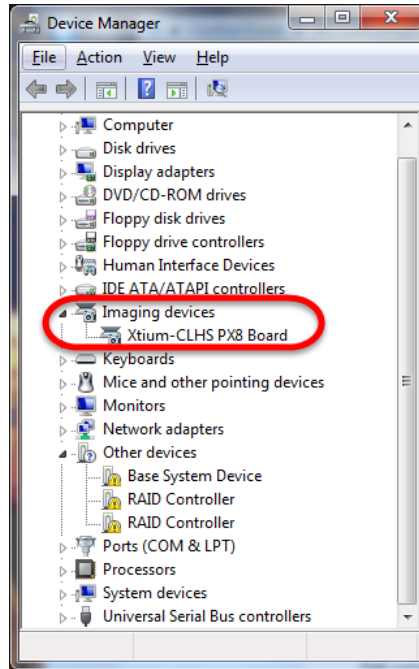 Device Manager
File Action View Help
Computer
Disk drives
Display adapters
DVD/CD-ROM drives
Floppy disk drives
Floppy drive controllers
Human Interface Devices
IDE ATA/ATAPI controllers
Imaging devices
Xtium-CLHS PX8 Board
Keyboards
Mice and other pointing devices
Monitors
Network adapters
Other devices
Base System Device
RAID Controller
RAID Controller
Ports (COM & LPT)
Processors
System devices
Universal Serial Bus controllers